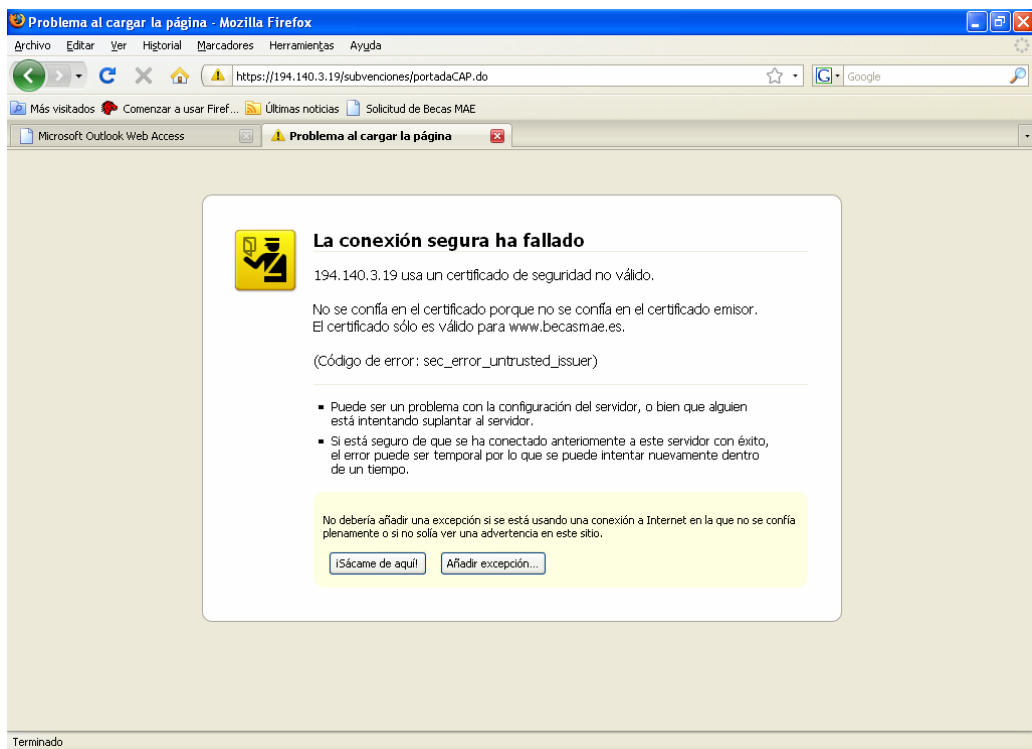 Problema al cargar la página - Mozilla Firefox
Archivo Editar Ver Historial Marcadores Herramientas Ayuda
https://194.140.3.19/subvenciones/portadaCAP.do
G Google
Más visitados Comenzar a usar Firef... Últimas noticias Solicitud de Becas MAE
Microsoft Outlook Web Access Problema al cargar la página
La conexión segura ha fallado
194.140.3.19 usa un certificado de seguridad no válido.
No se confía en el certificado porque no se confía en el certificado emisor.
El certificado sólo es válido para www.becasmae.es.
(Código de error: sec_error_untrusted_issuer)
Puede ser un problema con la configuración del servidor, o bien que alguien
está intentando suplantar al servidor.
Si está seguro de que se ha conectado anteriormente a este servidor con éxito,
el error puede ser temporal por lo que se puede intentar nuevamente dentro
de un tiempo.
No debería añadir una excepción si se está usando una conexión a Internet en la que no se confía
plenamente o si no solía ver una advertencia en este sitio.
¡Sácame de aquí! Añadir excepción...
Terminado